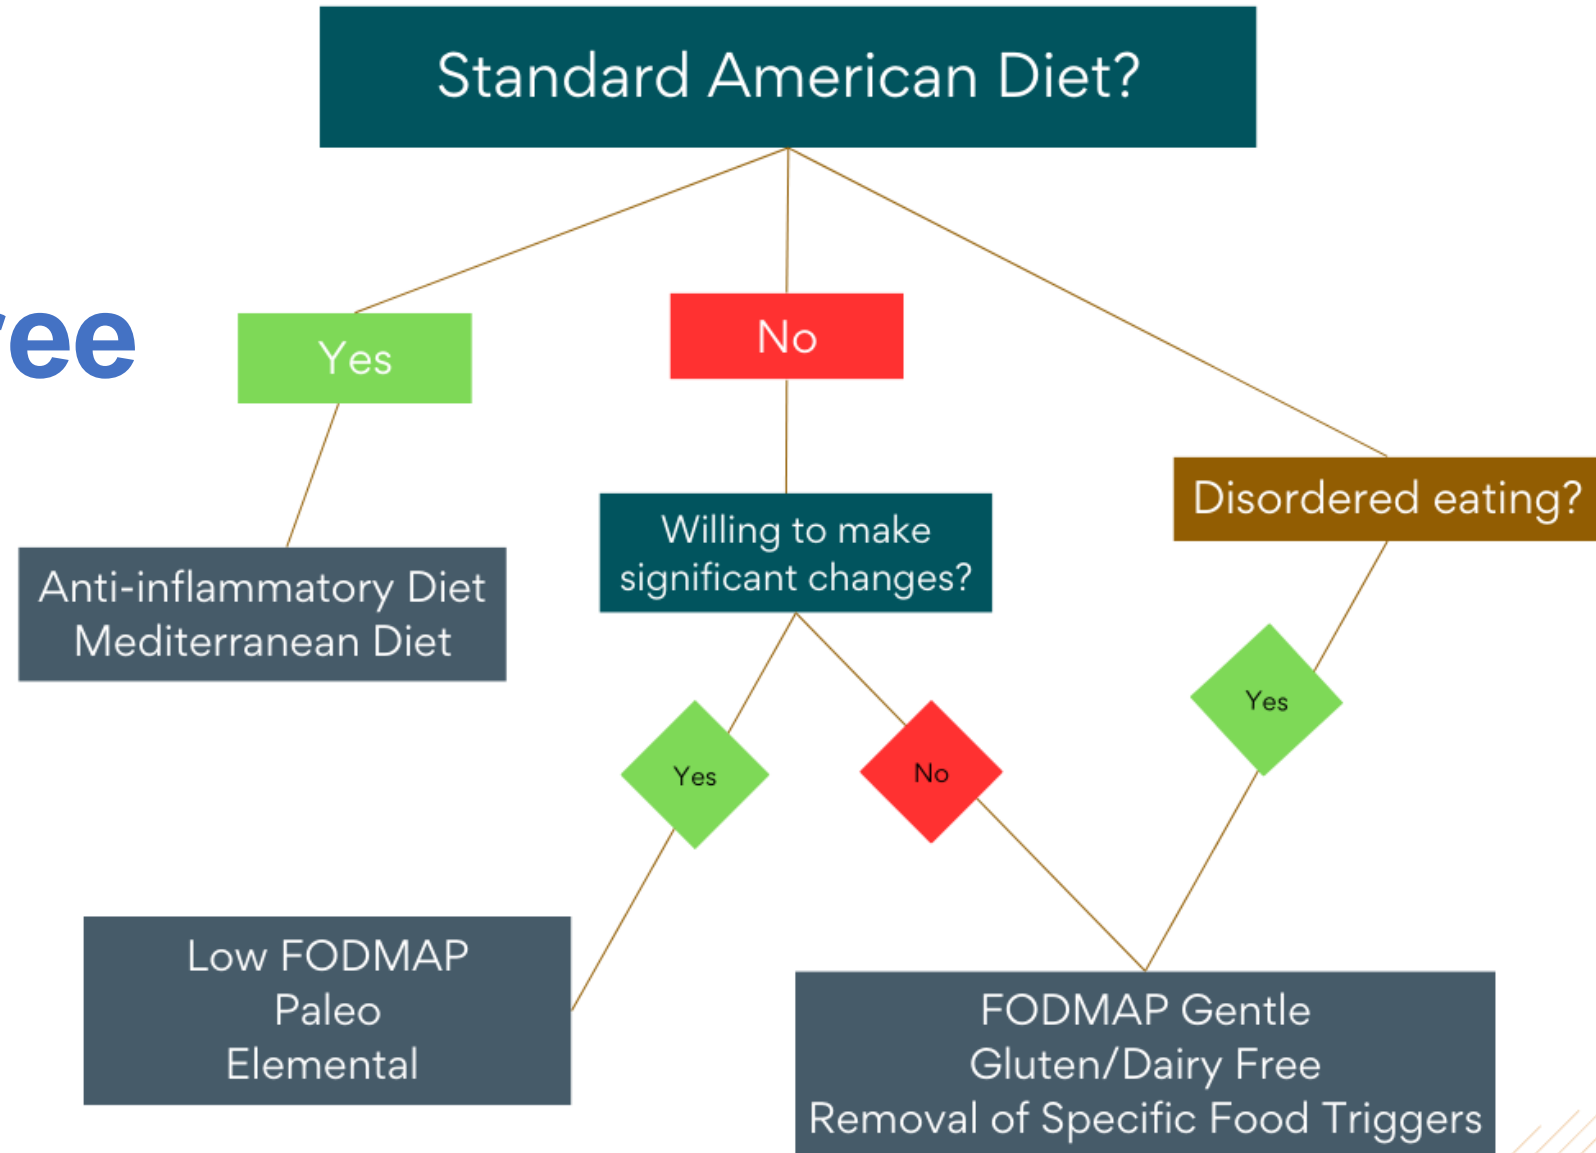 Standard American Diet?
ree
Yes
No
Disordered eating?
Willing to make
significant changes?
Anti-inflammatory Diet
Mediterranean Diet
Yes
Yes
No
Low FODMAP
Paleo
Elemental
FODMAP Gentle
Gluten/Dairy Free
Removal of Specific Food Triggers